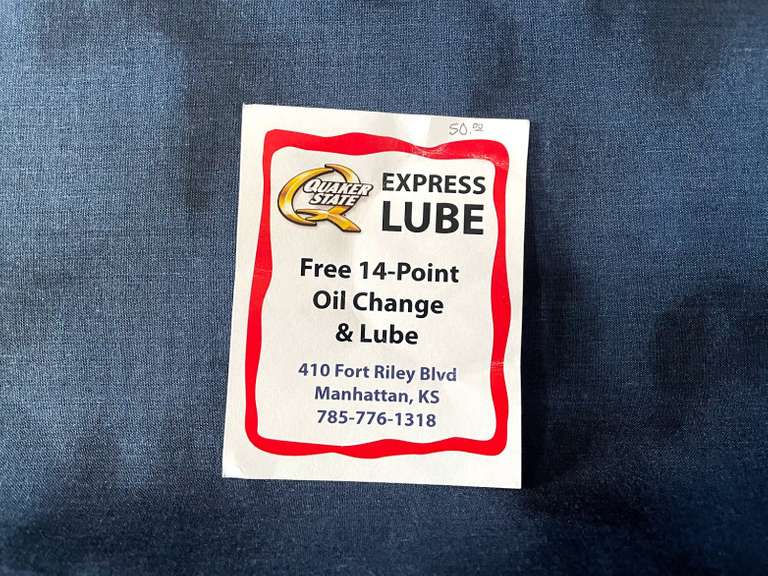 50.00
QUAKER
STATE
EXPRESS
LUBE
Free 14-Point
Oil Change
& Lube
410 Fort Riley Blvd
Manhattan, KS
785-776-1318